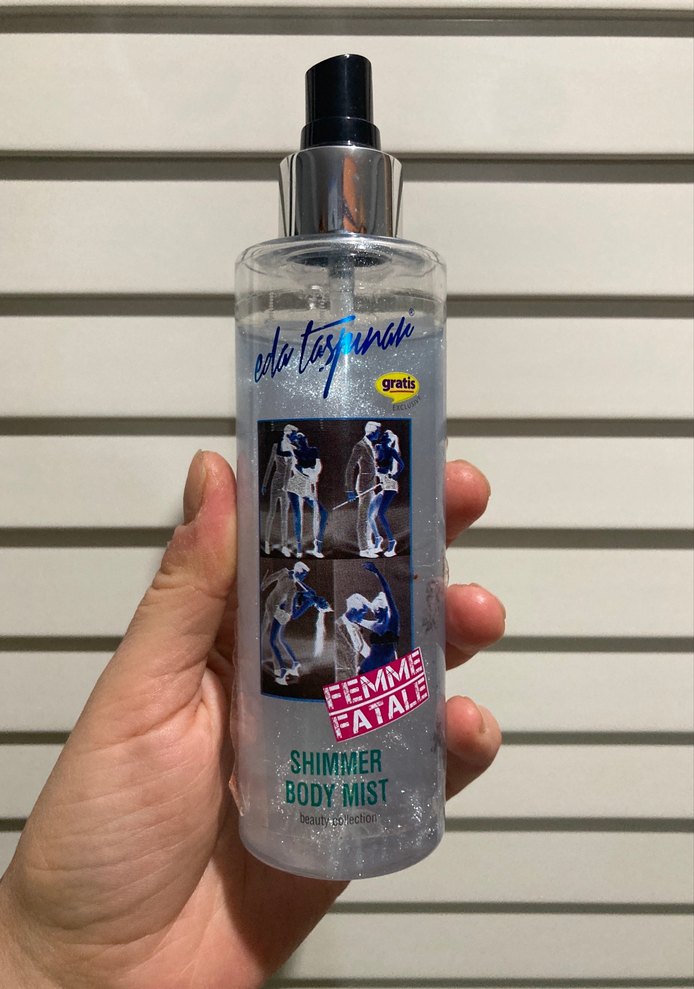 eda taşpınar®
gratis
EXCLUSIVE
FEMME
FATALE
SHIMMER
BODY MIST
beauty collection